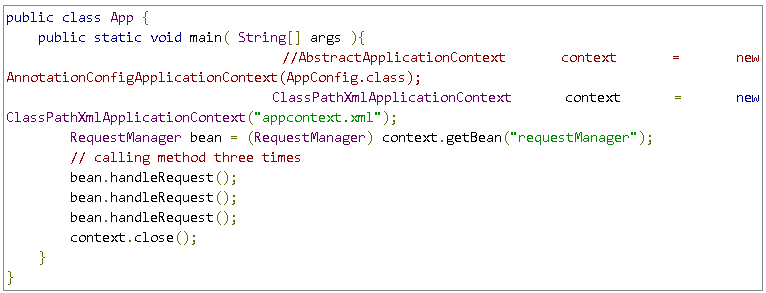 public class App {
    public static void main( String[] args ){
        //AbstractApplicationContext context = new
AnnotationConfigApplicationContext(AppConfig.class);
        ClassPathXmlApplicationContext context = new
ClassPathXmlApplicationContext("appcontext.xml");
        RequestManager bean = (RequestManager) context.getBean("requestManager");
        // calling method three times
        bean.handleRequest();
        bean.handleRequest();
        bean.handleRequest();
        context.close();
    }
}